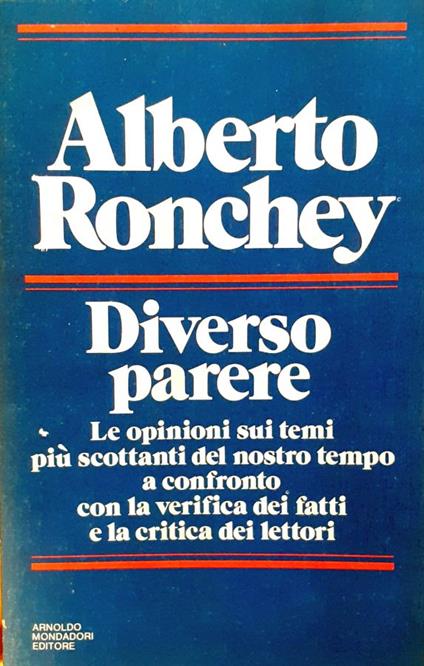 Alberto
Ronchey
Diverso
parere
Le opinioni sui temi
più scottanti del nostro tempo
a confronto
con la verifica dei fatti
e la critica dei lettori
ARNOLDO
MONDADORI
EDITORE